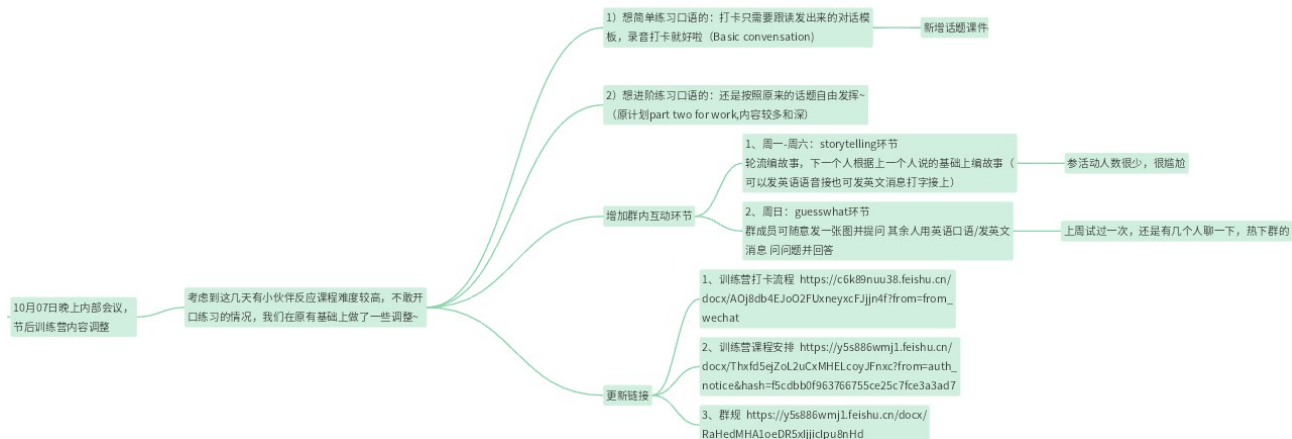 10月07日晚上内部会议，
节后训练营内容调整
考虑到这几天有小伙伴反应课程难度较高，不敢开
口练习的情况，我们在原有基础上做了一些调整~
1）想简单练习口语的：打卡只需要跟读发出来的对话模
板，录音打卡就好啦（Basic convensation)
新增话题课件
2）想进阶练习口语的：还是按照原来的话题自由发挥~
（原计划part two for work,内容较多和深）
增加群内互动环节
1、周一-周六：storytelling环节
轮流编故事，下一个人根据上一个人说的基础上编故事（
可以发英语语音接也可发英文消息打字接上）
参活动人数很少，很尴尬
2、周日：guesswhat环节
群成员可随意发一张图并提问 其余人用英语口语/发英文
消息 问问题并回答
上周试过一次，还是有几个人聊一下，热下群的
更新链接
1、训练营打卡流程 https://c6k89nuu38.feishu.cn/
docx/AOj8db4EJoO2FUxneyxcFJjjn4f?from=from_
wechat
2、训练营课程安排 https://y5s886wmj1.feishu.cn/
docx/Thxfd5ejZoL2uCxMHELcoyJFnxc?from=auth_
notice&hash=f5cdbb0f963766755ce25c7fce3a3ad7
3、群规 https://y5s886wmj1.feishu.cn/docx/
RaHedMHA1oeDR5xljjiclpu8nHd